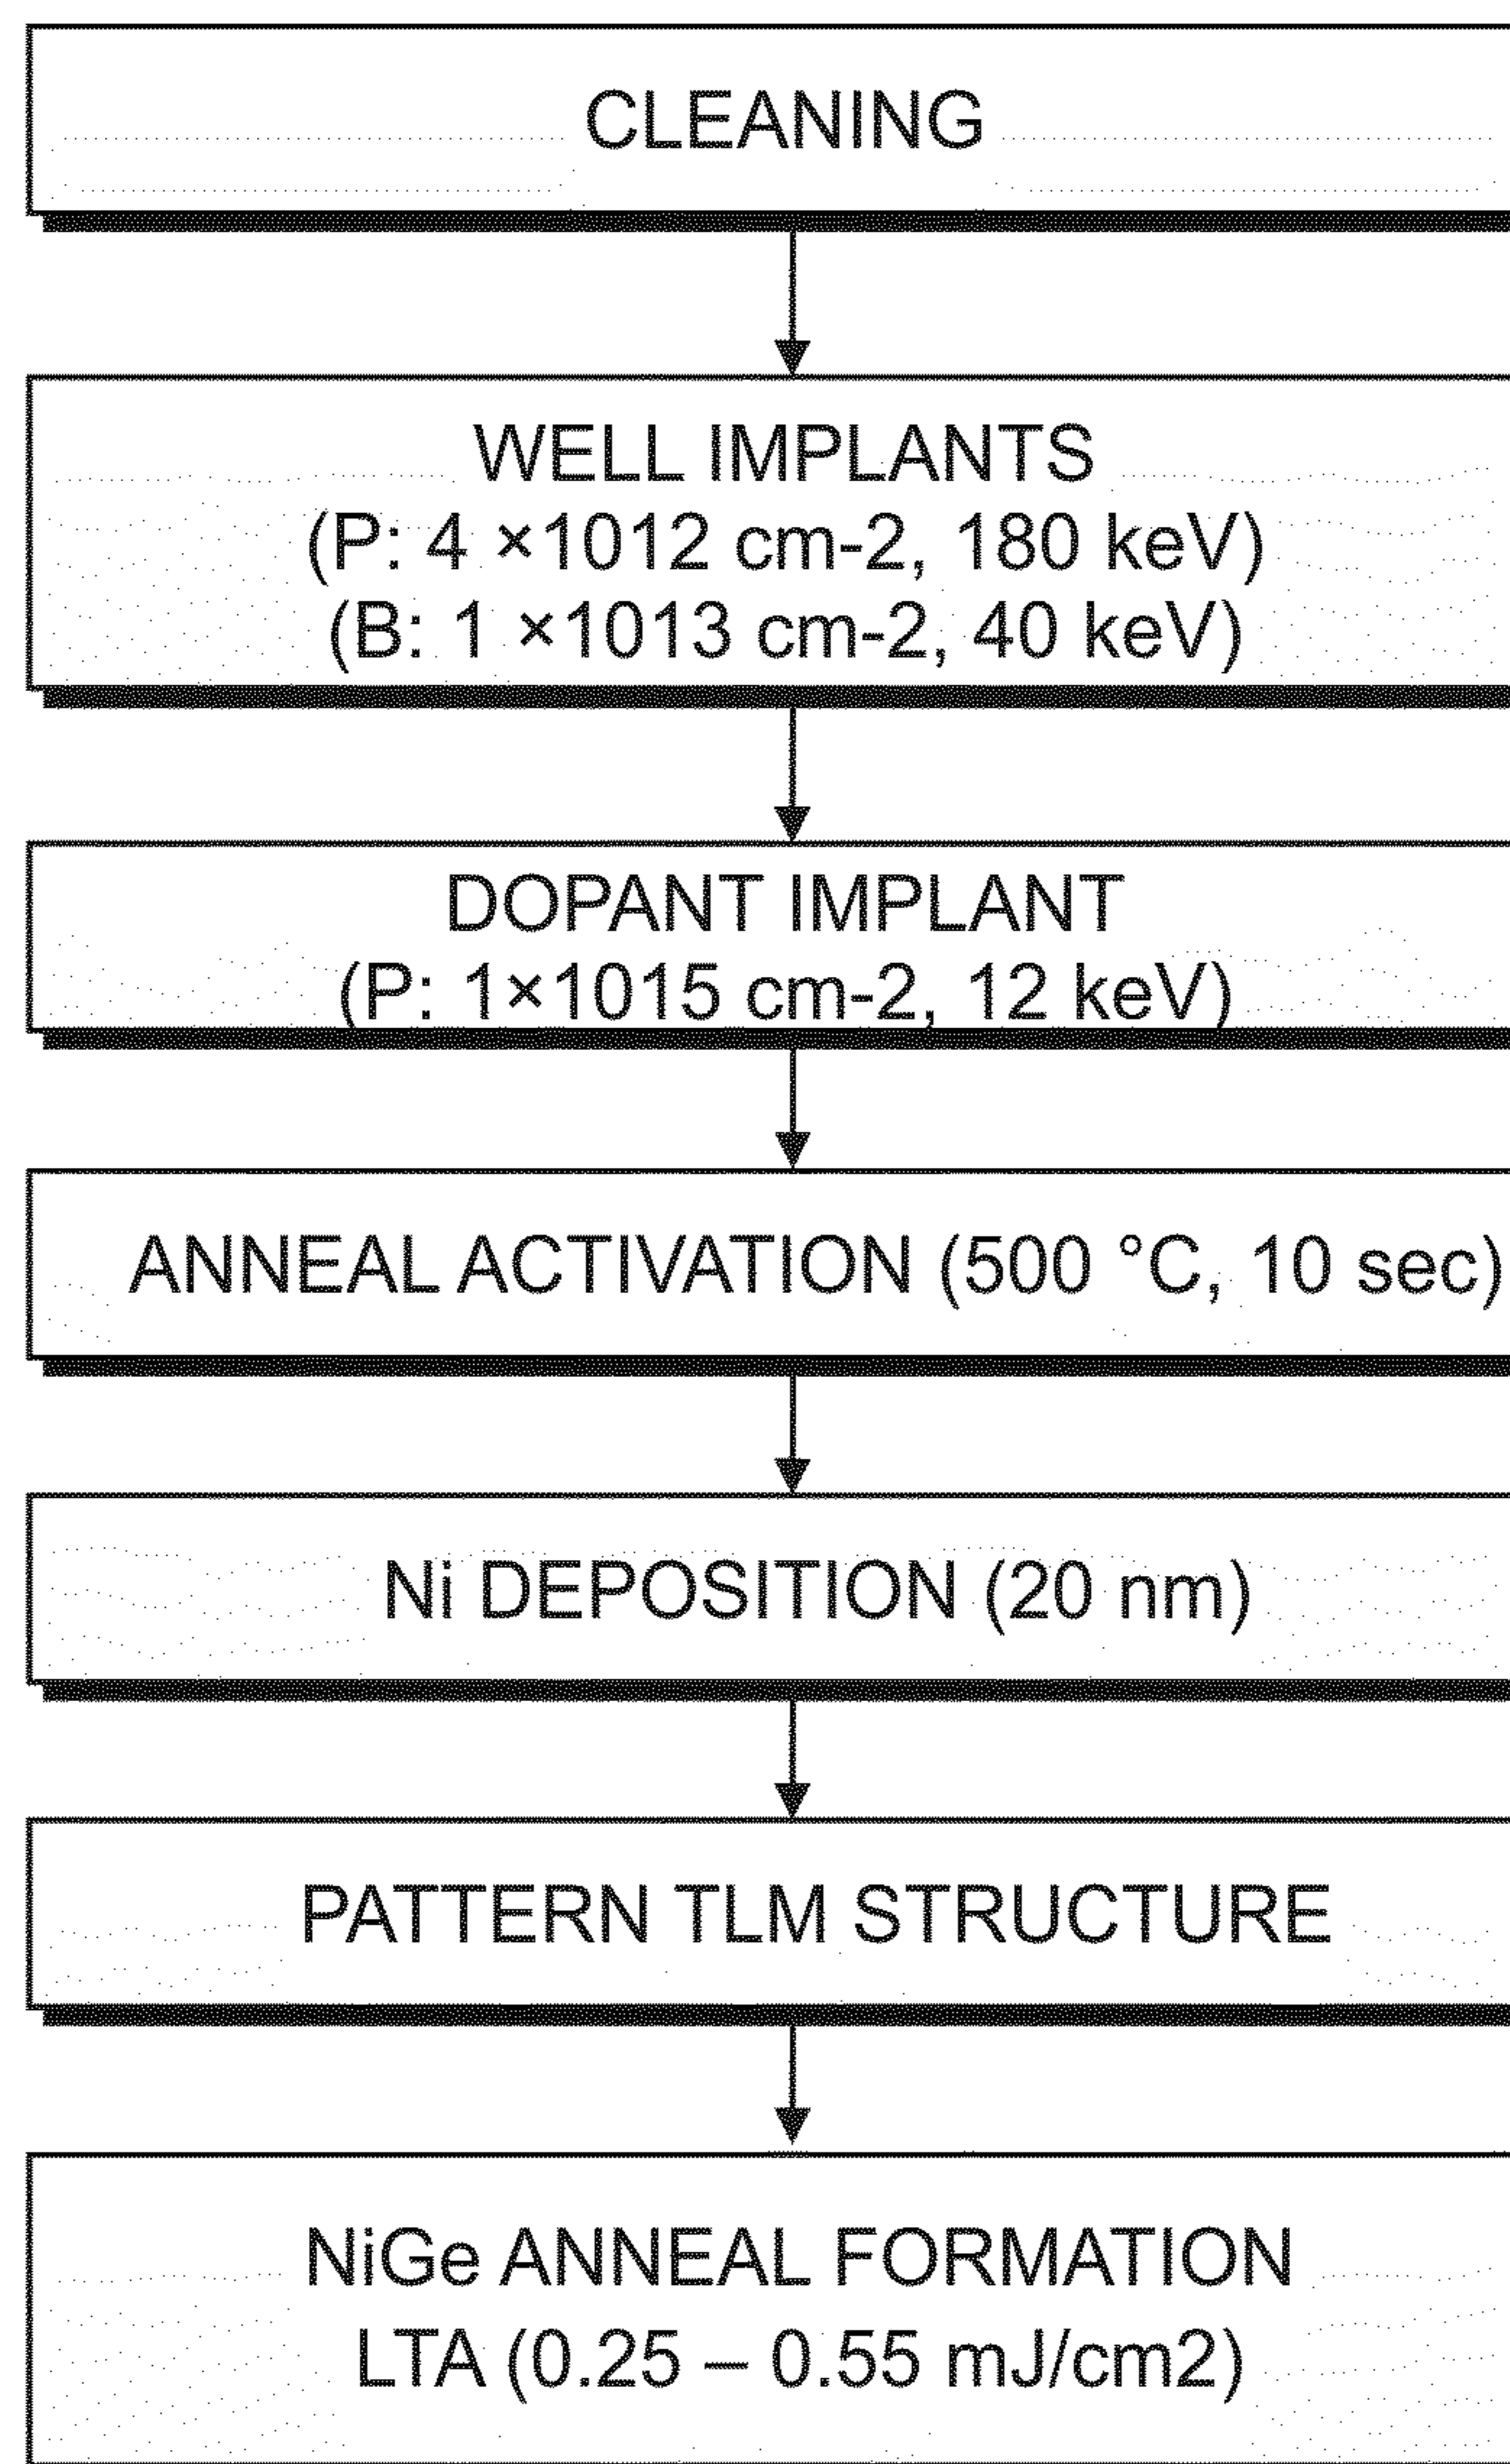 CLEANING
WELL IMPLANTS
(P: 4 ×1012 cm-2, 180 keV)
(B: 1 ×1013 cm-2, 40 keV)
DOPANT IMPLANT
(P: 1×1015 cm-2, 12 keV)
ANNEAL ACTIVATION (500 °C, 10 sec)
Ni DEPOSITION (20 nm)
PATTERN TLM STRUCTURE
NiGe ANNEAL FORMATION
LTA (0.25 – 0.55 mJ/cm2)